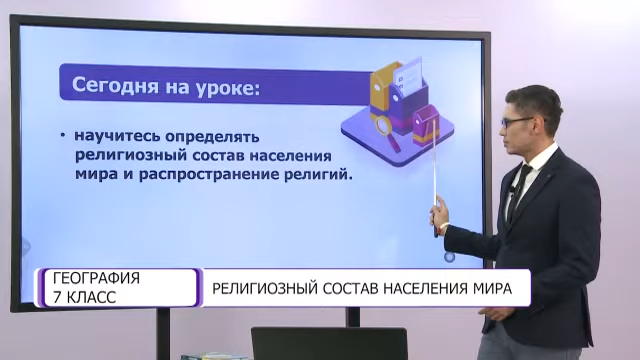 Сегодня на уроке:
• научитесь определять
религиозный состав населения
мира и распространение религий.
ГЕОГРАФИЯ
7 КЛАСС
РЕЛИГИОЗНЫЙ СОСТАВ НАСЕЛЕНИЯ МИРА